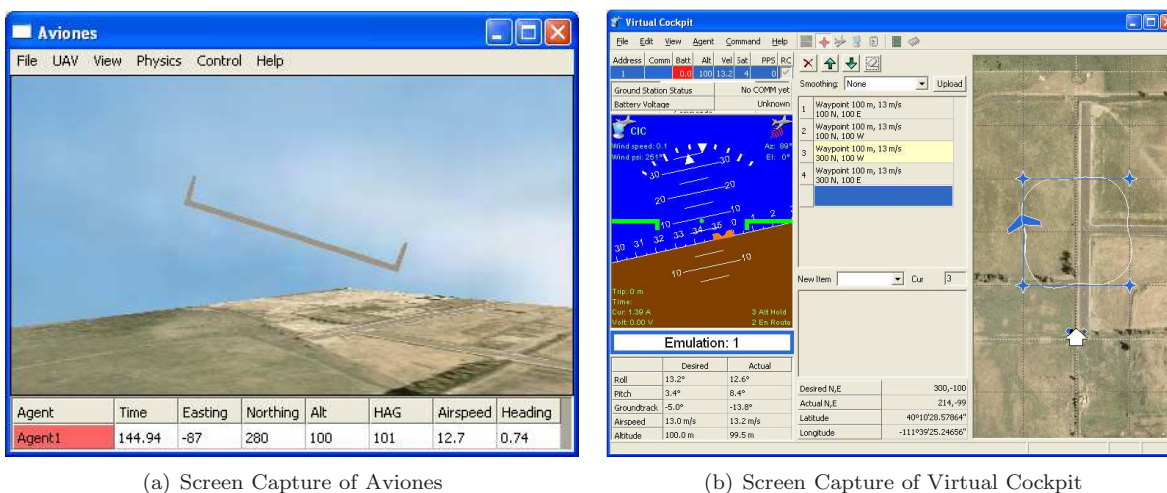 Aviones
File UAV View Physics Control Help
Agent Time Easting Northing Alt HAG Airspeed Heading
Agent1 144.94 -87 280 100 101 12.7 0.74
(a) Screen Capture of Aviones
Virtual Cockpit
File Edit View Agent Command Help
Address Comm Batt Alt Vel Sat PPS RC
1 0.0 100 13.2 4 0
Ground Station Status No COMM yet
Battery Voltage Unknown
CIC
Wind speed: 0.1 Az: 89°
Wind psi: 251° El: 0°
30 30
20 20
10 10
30 31 32 33 34 35 0 1 2
10 10
Trip: 0 m
Time:
Cur: 1.39 A 3 Alt Hold
Volt: 0.00 V 2 En Route
Emulation: 1
Desired Actual
Roll 13.2° 12.6°
Pitch 3.4° 8.4°
Groundtrack -5.0° -13.8°
Airspeed 13.0 m/s 13.2 m/s
Altitude 100.0 m 99.5 m
Smoothing: None Upload
1 Waypoint 100 m, 13 m/s
100 N, 100 E
2 Waypoint 100 m, 13 m/s
100 N, 100 W
3 Waypoint 100 m, 13 m/s
300 N, 100 W
4 Waypoint 100 m, 13 m/s
300 N, 100 E
New Item Cur 3
Desired N,E 300,-100
Actual N,E 214,-99
Latitude 40°10'28.57864"
Longitude -111°39'25.24656"
(b) Screen Capture of Virtual Cockpit